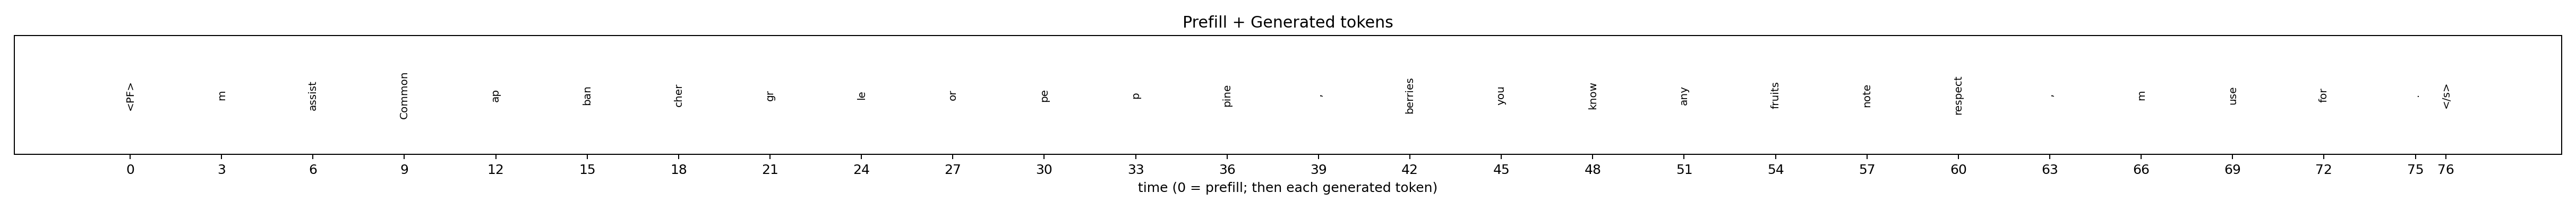 Prefill + Generated tokens
<PF> m assist Common ap ban cher gr le or pe p pine , berries you know any fruits note respect , m use for . </s>
0 3 6 9 12 15 18 21 24 27 30 33 36 39 42 45 48 51 54 57 60 63 66 69 72 75 76
time (0 = prefill; then each generated token)